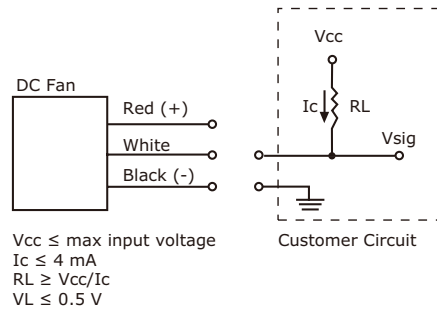 Vcc
DC Fan
Ic
RL
Red (+)
White
Vsig
Black (-)
Vcc ≤ max input voltage
Ic ≤ 4 mA
RL ≥ Vcc/Ic
VL ≤ 0.5 V
Customer Circuit